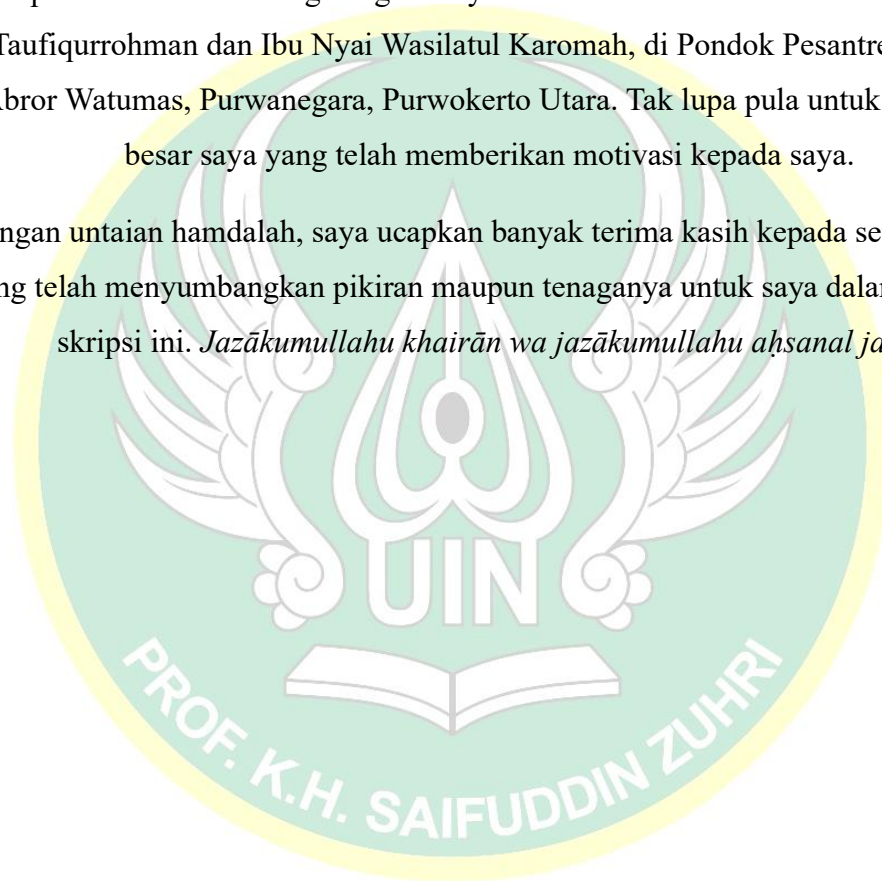 Taufiqurrohman dan Ibu Nyai Wasilatul Karomah, di Pondok Pesantre
Abror Watumas, Purwanegara, Purwokerto Utara. Tak lupa pula untuk
besar saya yang telah memberikan motivasi kepada saya.
ngan untaian hamdalah, saya ucapkan banyak terima kasih kepada se
ng telah menyumbangkan pikiran maupun tenaganya untuk saya dalar
skripsi ini. Jazākumullahu khairān wa jazākumullahu aḥsanal ja
UIN
PROF. K.H. SAIFUDDIN ZUHRI